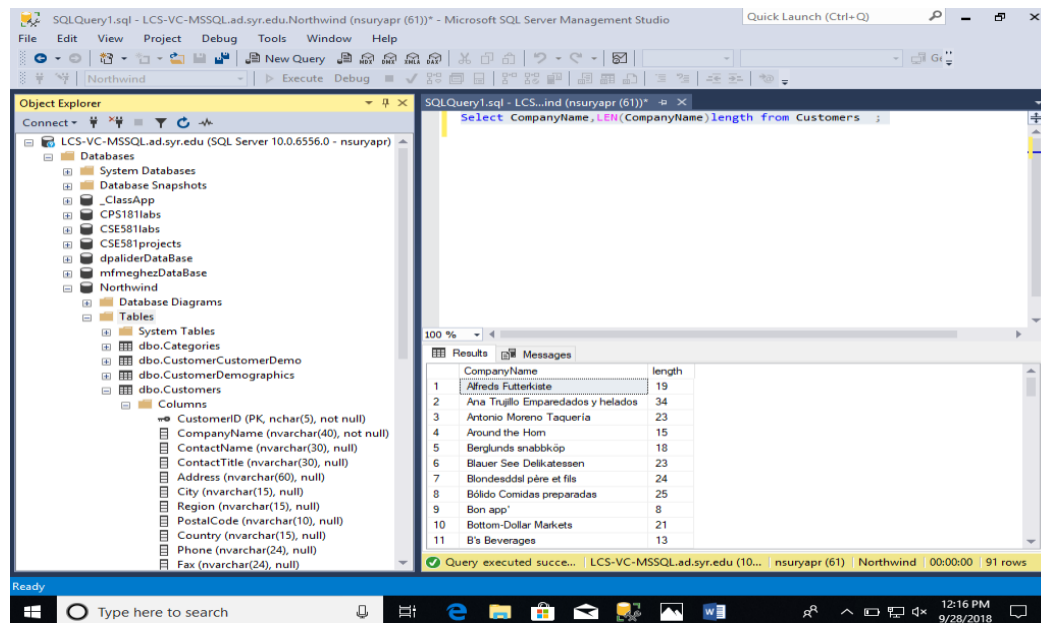 SQLQuery1.sql - LCS-VC-MSSQL.ad.syr.edu.Northwind (nsuryapr (61))* - Microsoft SQL Server Management Studio
Quick Launch (Ctrl+Q)
File Edit View Project Debug Tools Window Help
New Query
Northwind
Execute Debug
Object Explorer
Connect
LCS-VC-MSSQL.ad.syr.edu (SQL Server 10.0.6556.0 - nsuryapr)
Databases
System Databases
Database Snapshots
_ClassApp
CPS181labs
CSE581labs
CSE581projects
dpaliderDataBase
mfmeghezDataBase
Northwind
Database Diagrams
Tables
System Tables
dbo.Categories
dbo.CustomerCustomerDemo
dbo.CustomerDemographics
dbo.Customers
Columns
CustomerID (PK, nchar(5), not null)
CompanyName (nvarchar(40), not null)
ContactName (nvarchar(30), null)
ContactTitle (nvarchar(30), null)
Address (nvarchar(60), null)
City (nvarchar(15), null)
Region (nvarchar(15), null)
PostalCode (nvarchar(10), null)
Country (nvarchar(15), null)
Phone (nvarchar(24), null)
Fax (nvarchar(24), null)
SQLQuery1.sql - LCS...ind (nsuryapr (61))*
Select CompanyName,LEN(CompanyName)length from Customers ;
100 %
Results Messages
CompanyName length
1 Alfreds Futterkiste 19
2 Ana Trujillo Emparedados y helados 34
3 Antonio Moreno Taquería 23
4 Around the Horn 15
5 Berglunds snabbköp 18
6 Blauer See Delikatessen 23
7 Blondesddsl père et fils 24
8 Bólido Comidas preparadas 25
9 Bon app' 8
10 Bottom-Dollar Markets 21
11 B's Beverages 13
Query executed succe... LCS-VC-MSSQL.ad.syr.edu (10... nsuryapr (61) Northwind 00:00:00 91 rows
Ready
Type here to search
12:16 PM
9/28/2018